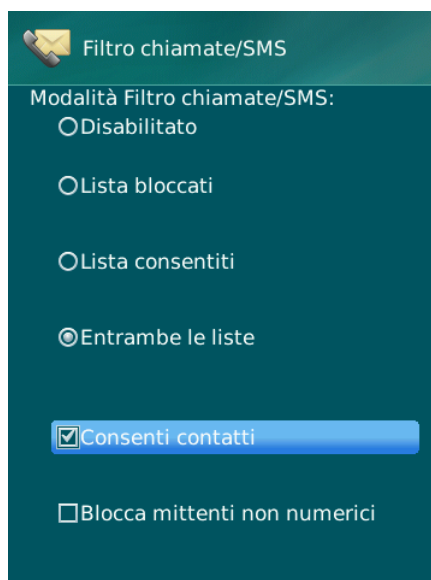 Filtro chiamate/SMS
Modalità Filtro chiamate/SMS:
Disabilitato
Lista bloccati
Lista consentiti
Entrambe le liste
Consenti contatti
Blocca mittenti non numerici